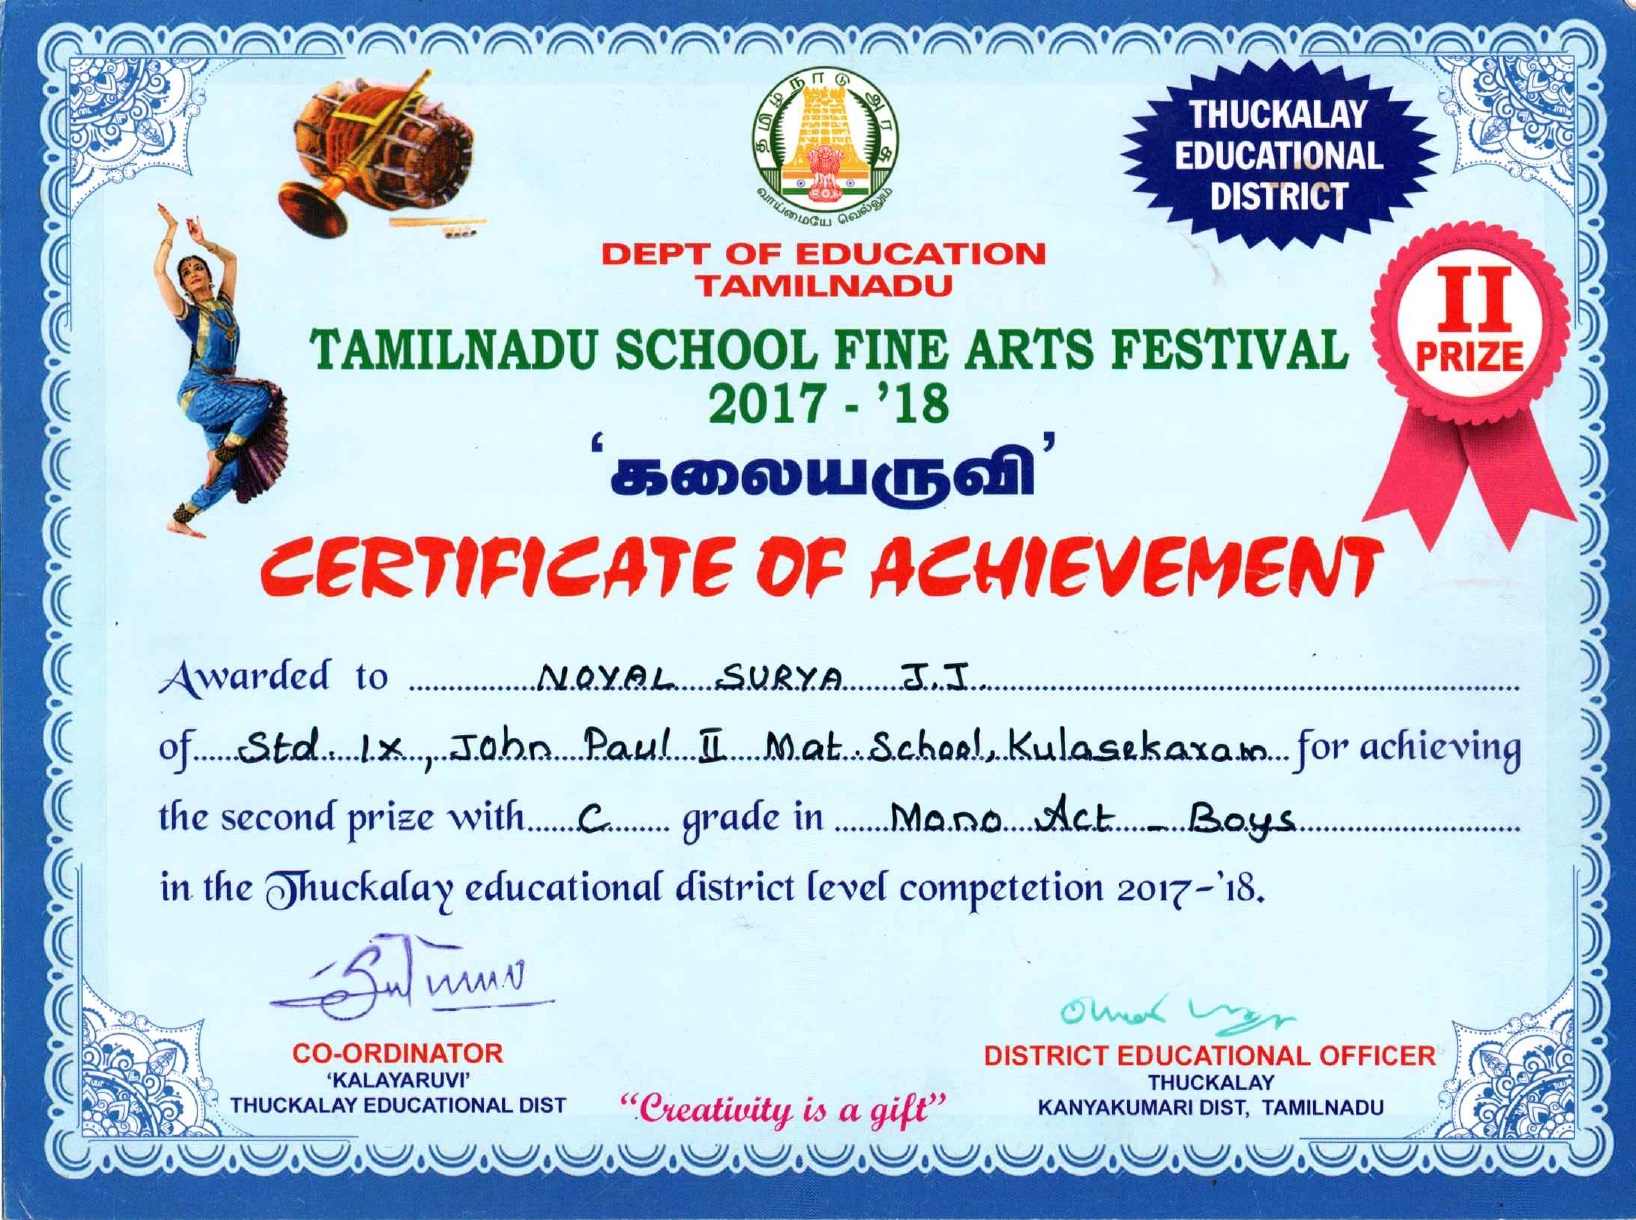 தமிழ்நாடு அரசு
வாய்மையே வெல்லும்
THUCKALAY
EDUCATIONAL
DISTRICT
DEPT OF EDUCATION
TAMILNADU
II
PRIZE
TAMILNADU SCHOOL FINE ARTS FESTIVAL
2017 - ’18
‘கலையருவி’
CERTIFICATE OF ACHIEVEMENT
Awarded to NOYAL SURYA J.J.
of Std. IX, John Paul II Mat. School, Kulasekaram for achieving
the second prize with C grade in Mono Act - Boys
in the Thuckalay educational district level competetion 2017-’18.
CO-ORDINATOR
‘KALAYARUVI’
THUCKALAY EDUCATIONAL DIST
“Creativity is a gift”
DISTRICT EDUCATIONAL OFFICER
THUCKALAY
KANYAKUMARI DIST, TAMILNADU